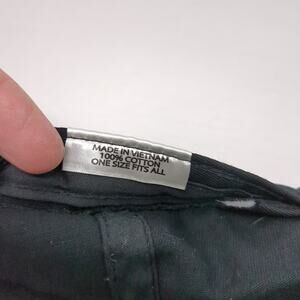 MADE IN VIETNAM
100% COTTON
ONE SIZE FITS ALL